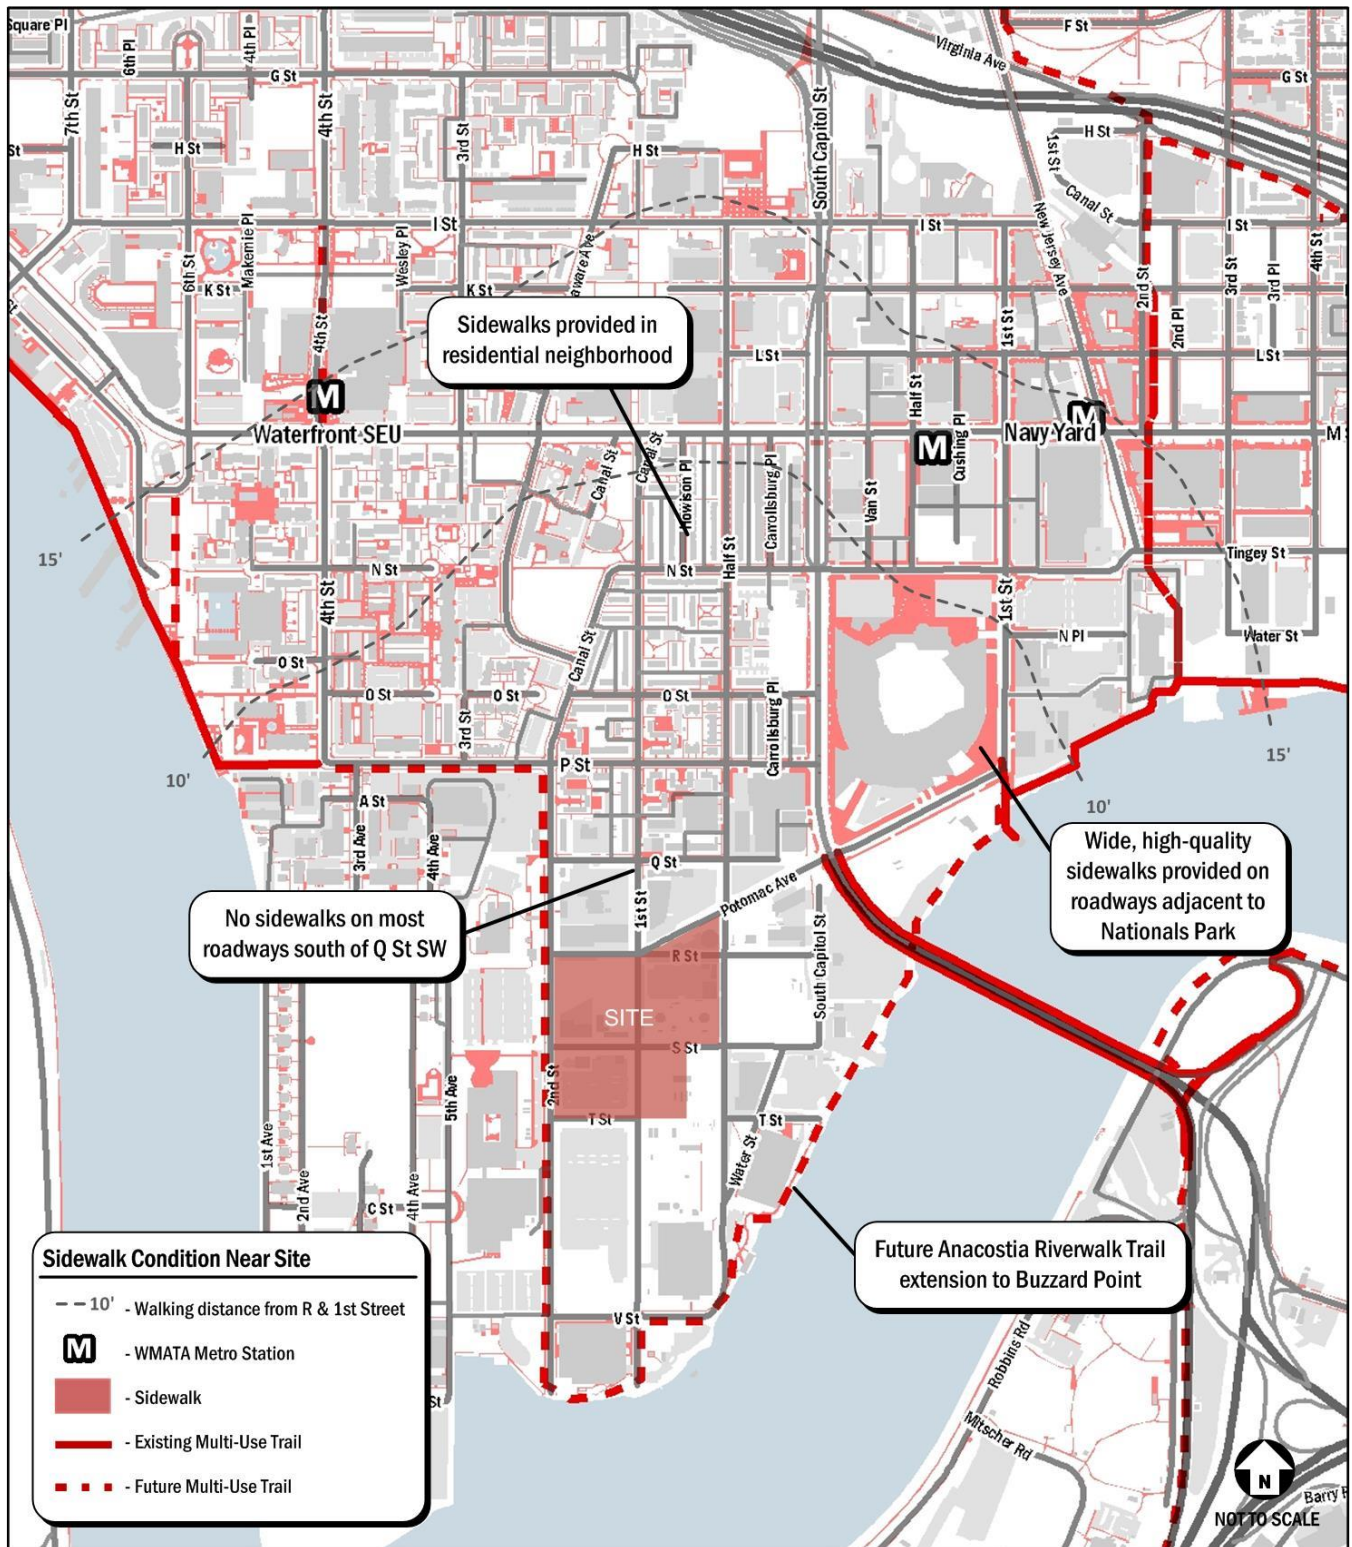 Square Pl
6th Pl
4th Pl
F St
Virginia Ave
G St
G St
7th St
4th St
3rd St
South Capitol St
H St
St
H St
H St
1st St
Canal St
I St
I St
I St
New Jersey Ave
4th St
Makemie Pl
Wesley Pl
6th St
aware Ave
K St
K St
2nd St
3rd St
3rd Pl
4th St
1st St
2nd Pl
Sidewalks provided in
residential neighborhood
L St
L St
Half St
M
Waterfront SEU
M
Navy Yard
M
M S
Cushing Pl
Canal St
Canal St
Howison Pl
Carrollsburg Pl
Van St
15'
N St
N St
Half St
Tingey St
4th St
1st St
N Pl
Water St
O St
Canal St
O St
O St
O St
3rd St
Carrollsburg Pl
15'
10'
P St
10'
A St
3rd Ave
4th Ave
Wide, high-quality
sidewalks provided on
roadways adjacent to
Nationals Park
Q St
Potomac Ave
No sidewalks on most
roadways south of Q St SW
1st St
South Capitol St
R St
SITE
S St
2nd St
5th Ave
T St
T St
1st Ave
Water St
2nd Ave
C St
4th Ave
Future Anacostia Riverwalk Trail
extension to Buzzard Point
Sidewalk Condition Near Site
10' - Walking distance from R & 1st Street
M - WMATA Metro Station
- Sidewalk
- Existing Multi-Use Trail
- Future Multi-Use Trail
V St
St
Robbins Rd
Mitscher Rd
N
Barry
NOT TO SCALE